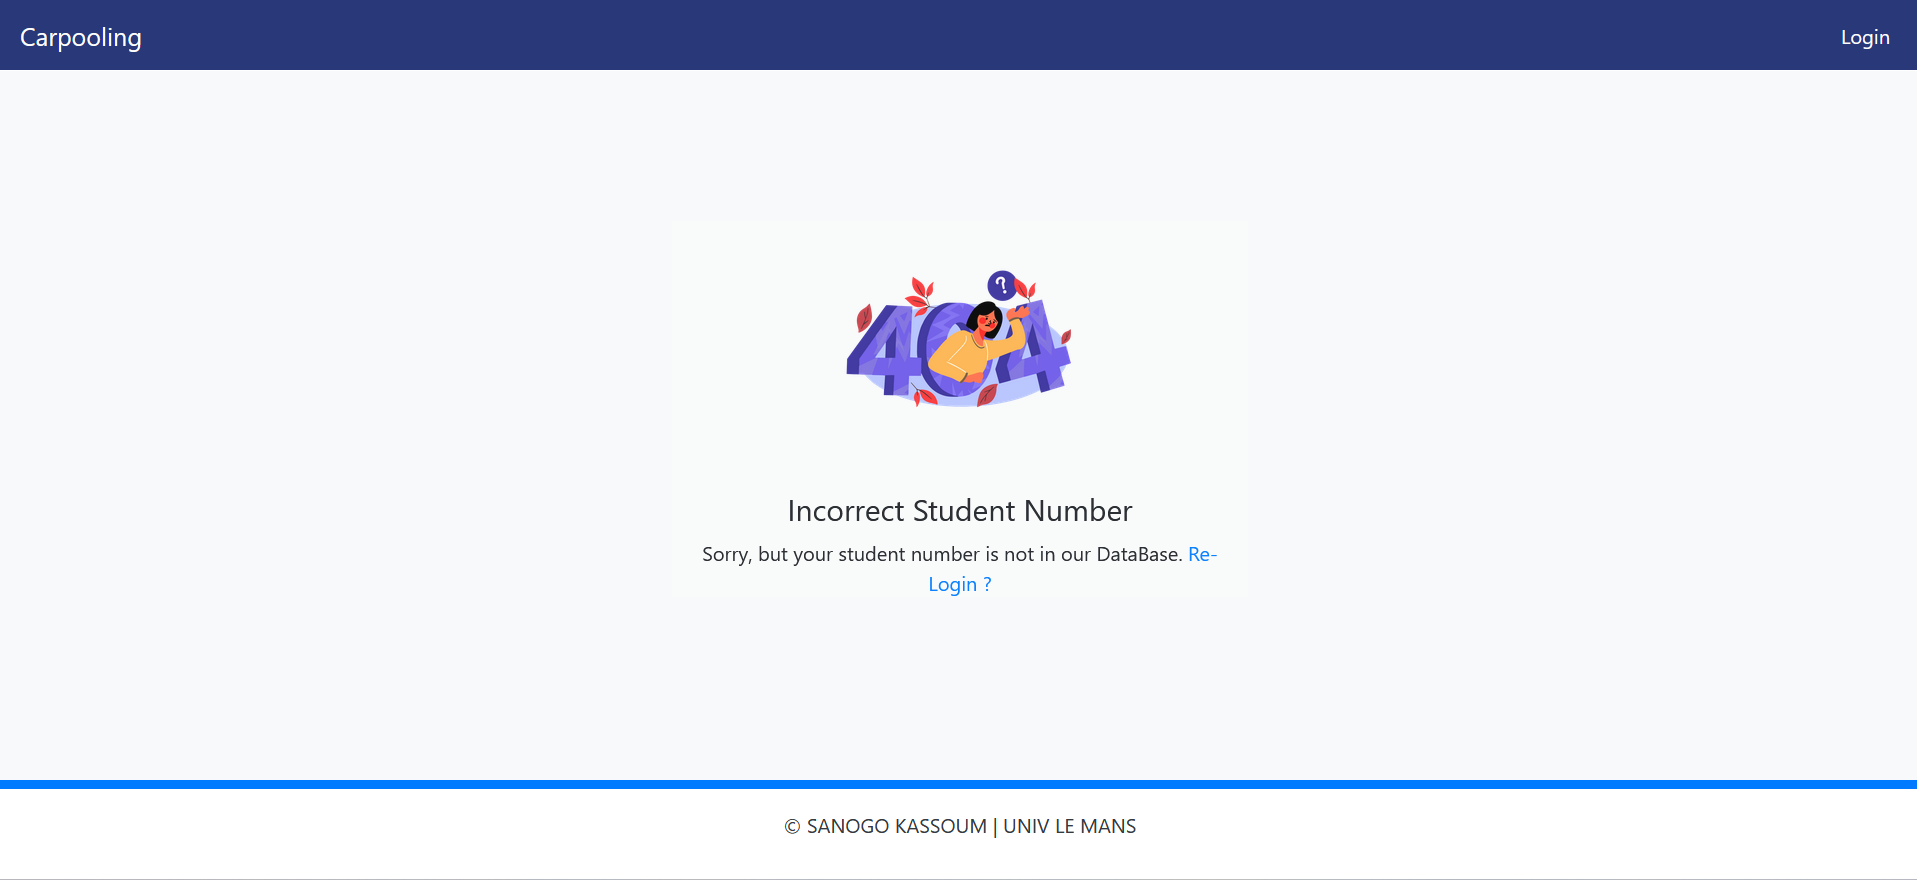 Carpooling
Login
?
404
Incorrect Student Number
Sorry, but your student number is not in our DataBase. Re-
Login ?
© SANOGO KASSOUM | UNIV LE MANS